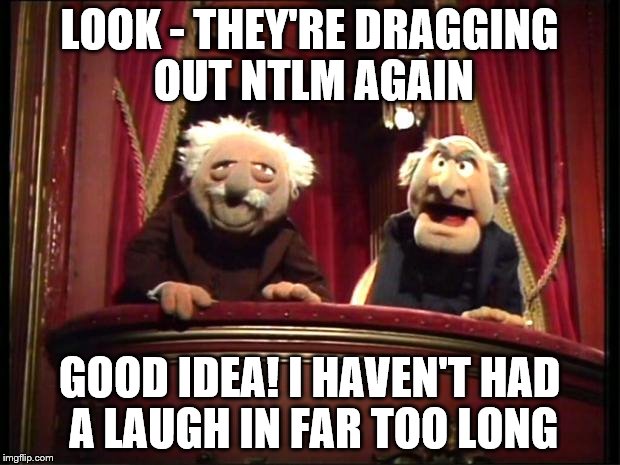 LOOK - THEY'RE DRAGGING
OUT NTLM AGAIN
GOOD IDEA! I HAVEN'T HAD
A LAUGH IN FAR TOO LONG
imgflip.com